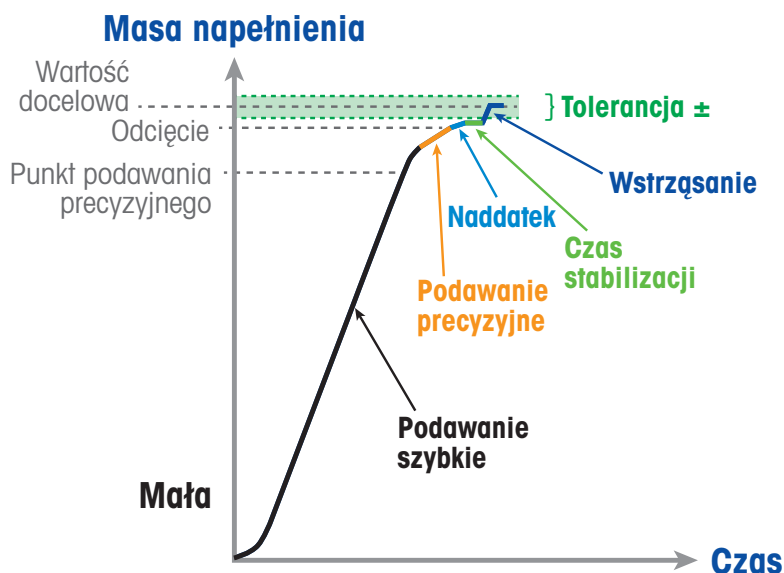 Masa napełnienia
Wartość
docelowa
Tolerancja ±
Odcięcie
Punkt podawania
precyzyjnego
Wstrząsanie
Naddatek
Czas
stabilizacji
Podawanie
precyzyjne
Podawanie
szybkie
Mała
Czas